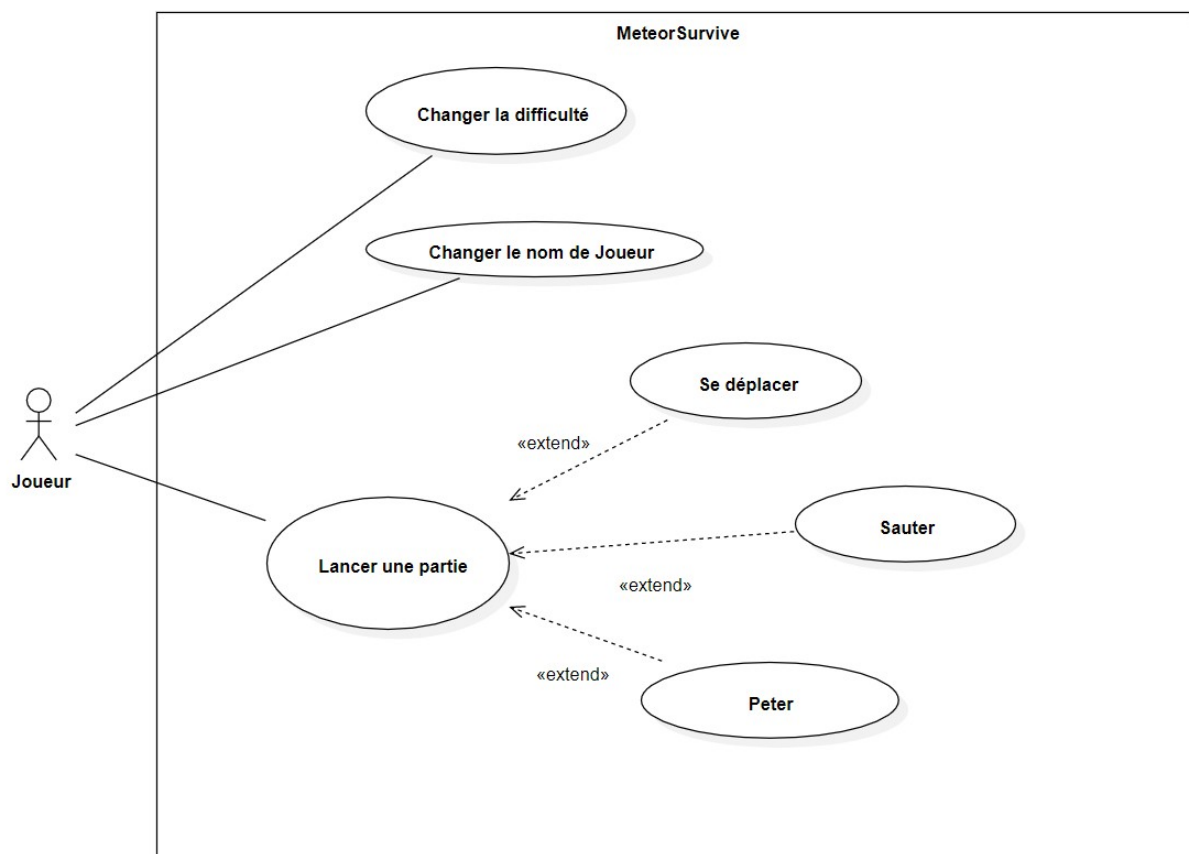 MeteorSurvive
Changer la difficulté
Changer le nom de Joueur
Se déplacer
«extend»
Joueur
Sauter
Lancer une partie
«extend»
«extend»
Peter